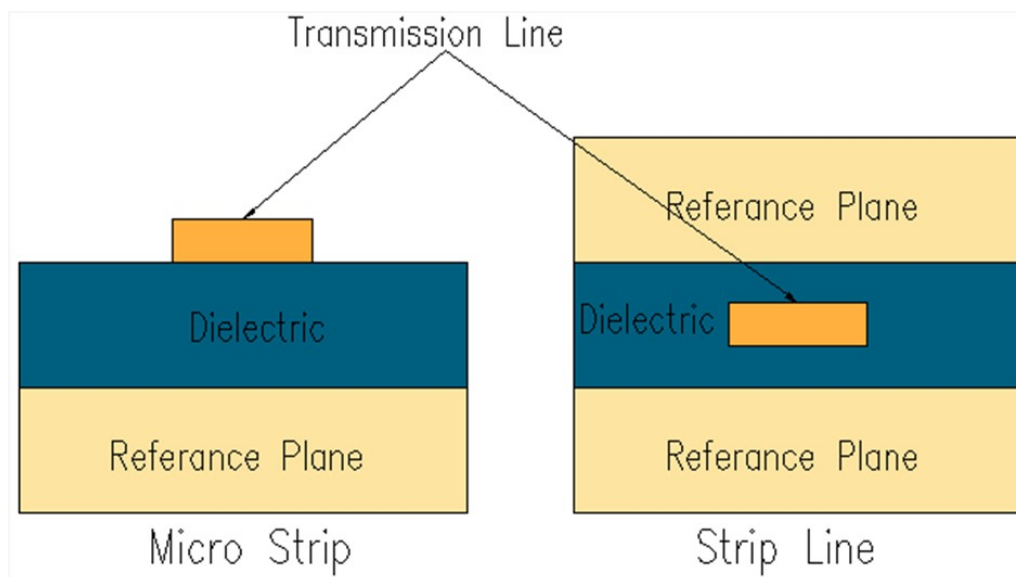 Transmission Line
Referance Plane
Dielectric
Dielectric
Referance Plane
Referance Plane
Micro Strip
Strip Line